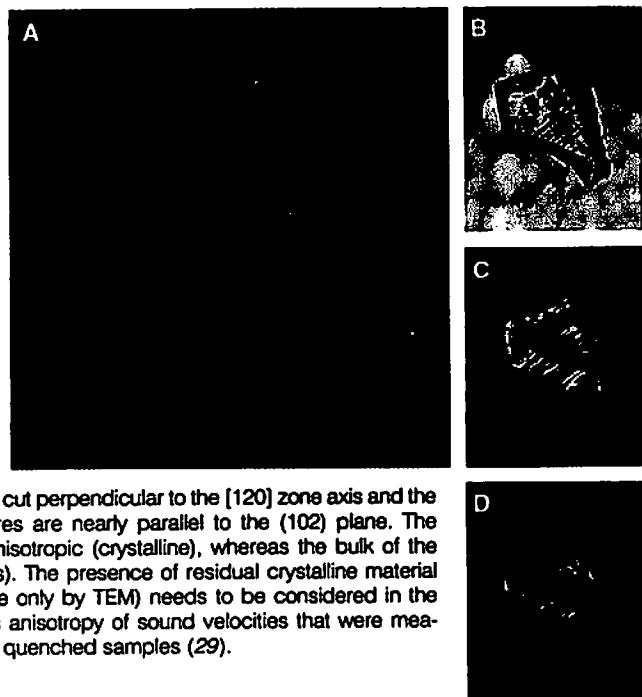 A
B
C
D
cut perpendicular to the [120] zone axis and the
res are nearly parallel to the (102) plane. The
nisotropic (crystalline), whereas the bulk of the
s). The presence of residual crystalline material
e only by TEM) needs to be considered in the
s anisotropy of sound velocities that were mea-
quenched samples (29).